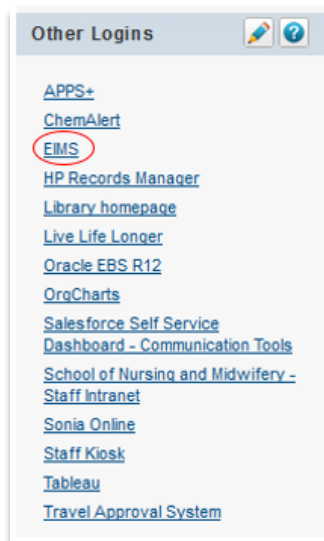 Other Logins
APPS+
ChemAlert
EIMS
HP Records Manager
Library homepage
Live Life Longer
Oracle EBS R12
OrgCharts
Salesforce Self Service
Dashboard - Communication Tools
School of Nursing and Midwifery -
Staff Intranet
Sonia Online
Staff Kiosk
Tableau
Travel Approval System